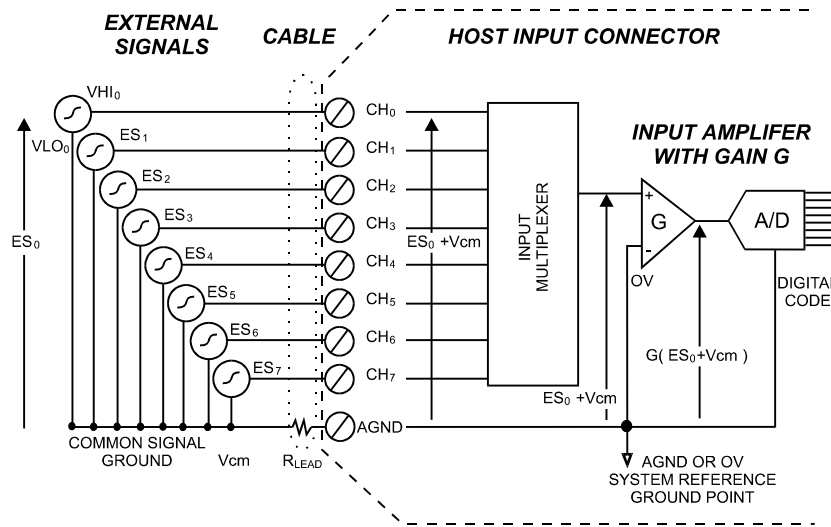 EXTERNAL
SIGNALS
CABLE
HOST INPUT CONNECTOR
VHI0
VLO0
ES1
ES2
ES3
ES4
ES5
ES6
ES7
ES0
CH0
CH1
CH2
CH3
CH4
CH5
CH6
CH7
AGND
ES0 +Vcm
INPUT
MULTIPLEXER
INPUT AMPLIFER
WITH GAIN G
+
G
-
OV
A/D
DIGITAL
CODE
G( ES0+Vcm )
ES0 +Vcm
COMMON SIGNAL
GROUND
Vcm
RLEAD
AGND OR OV
SYSTEM REFERENCE
GROUND POINT